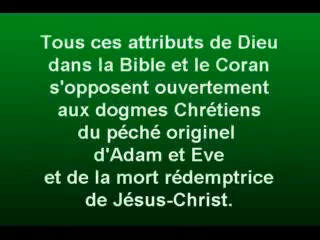 Tous ces attributs de Dieu
dans la Bible et le Coran
s'opposent ouvertement
aux dogmes Chrétiens
du péché originel
d'Adam et Eve
et de la mort rédemptrice
de Jésus-Christ.